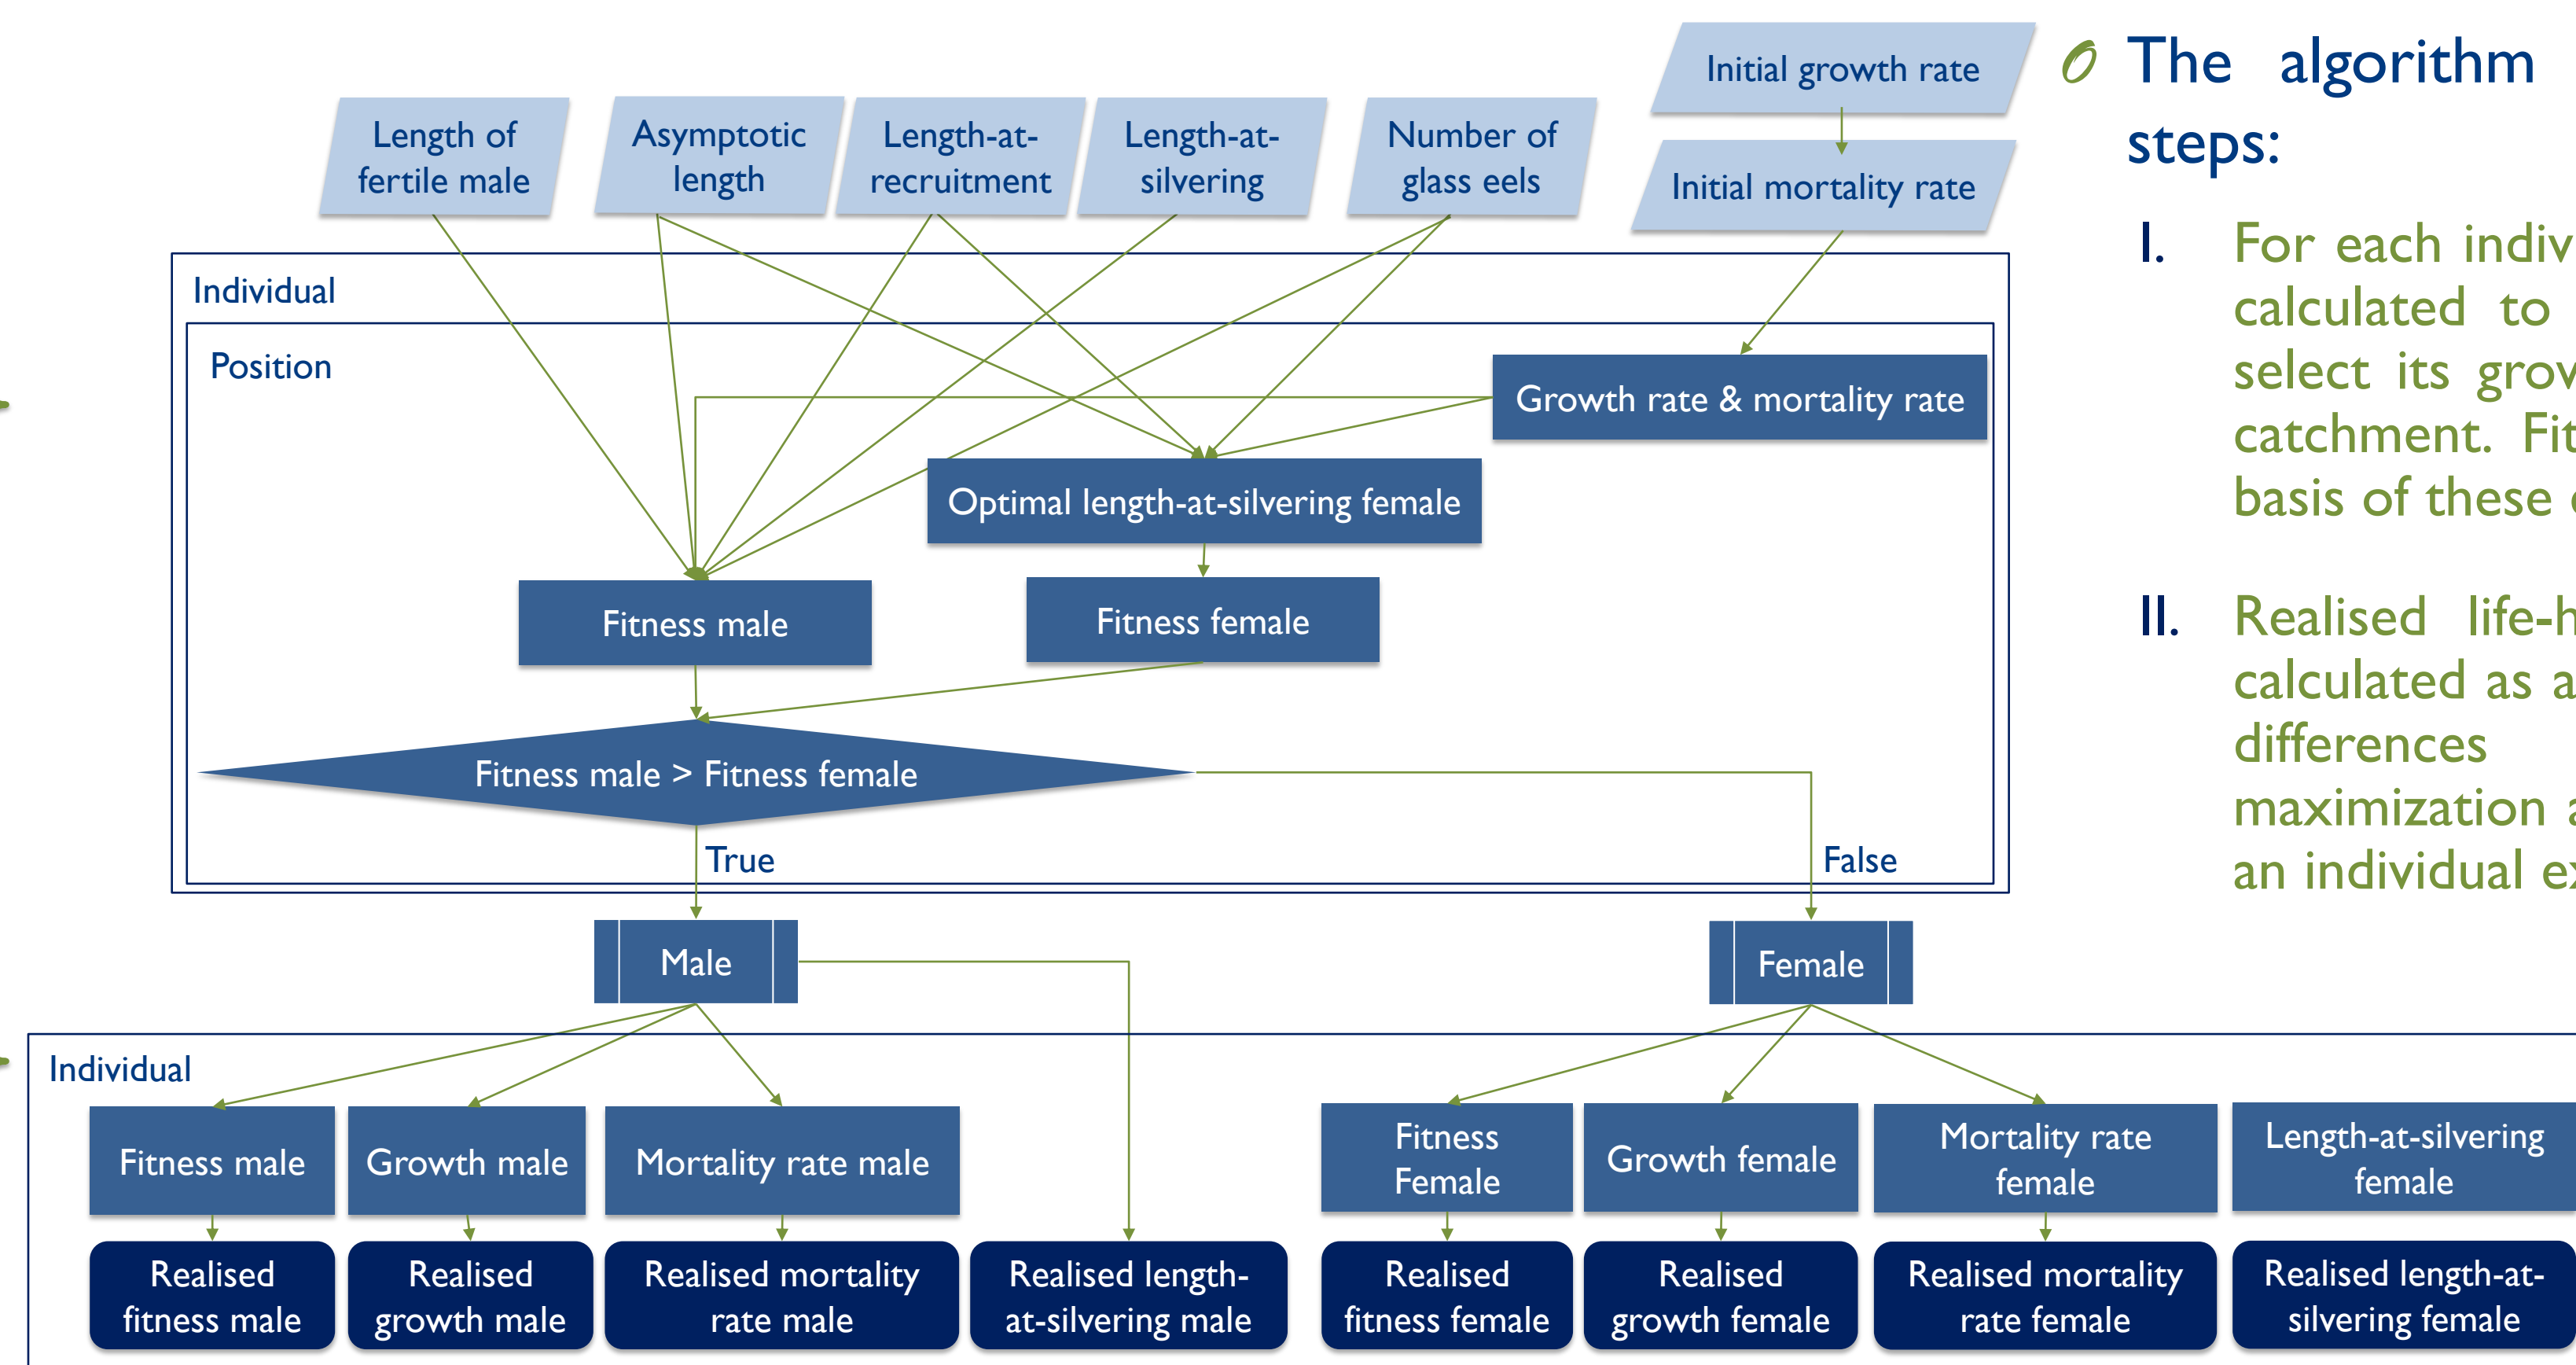 Initial growth rate
Initial mortality rate
Length of
fertile male
Asymptotic
length
Length-at-
recruitment
Length-at-
silvering
Number of
glass eels
Individual
Position
Growth rate & mortality rate
Optimal length-at-silvering female
Fitness male
Fitness female
Fitness male > Fitness female
True
False
Male
Female
Individual
Fitness male
Growth male
Mortality rate male
Fitness
Female
Growth female
Mortality rate
female
Length-at-silvering
female
Realised
fitness male
Realised
growth male
Realised mortality
rate male
Realised length-
at-silvering male
Realised
fitness female
Realised
growth female
Realised mortality
rate female
Realised length-at-
silvering female
The algorithm
steps:
I. For each indiv
calculated to
select its grov
catchment. Fit
basis of these
II. Realised life-h
calculated as a
differences
maximization a
an individual ex